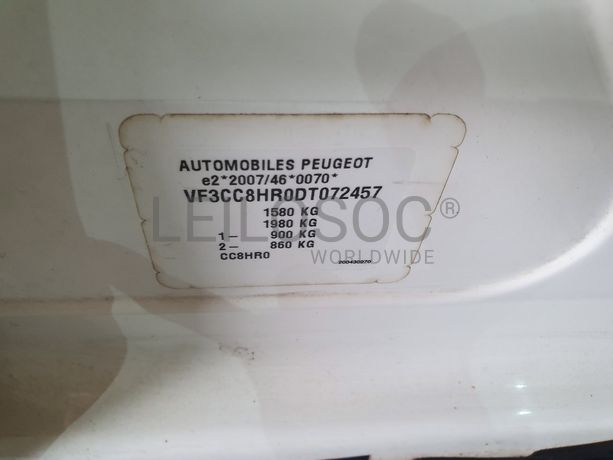 AUTOMOBILES PEUGEOT
e2*2007/46*0070*
VF3CC8HR0DT072457
1580 KG
1980 KG
1— 900 KG
2— 860 KG
CC8HR0
LEILOSOC®
WORLDWIDE